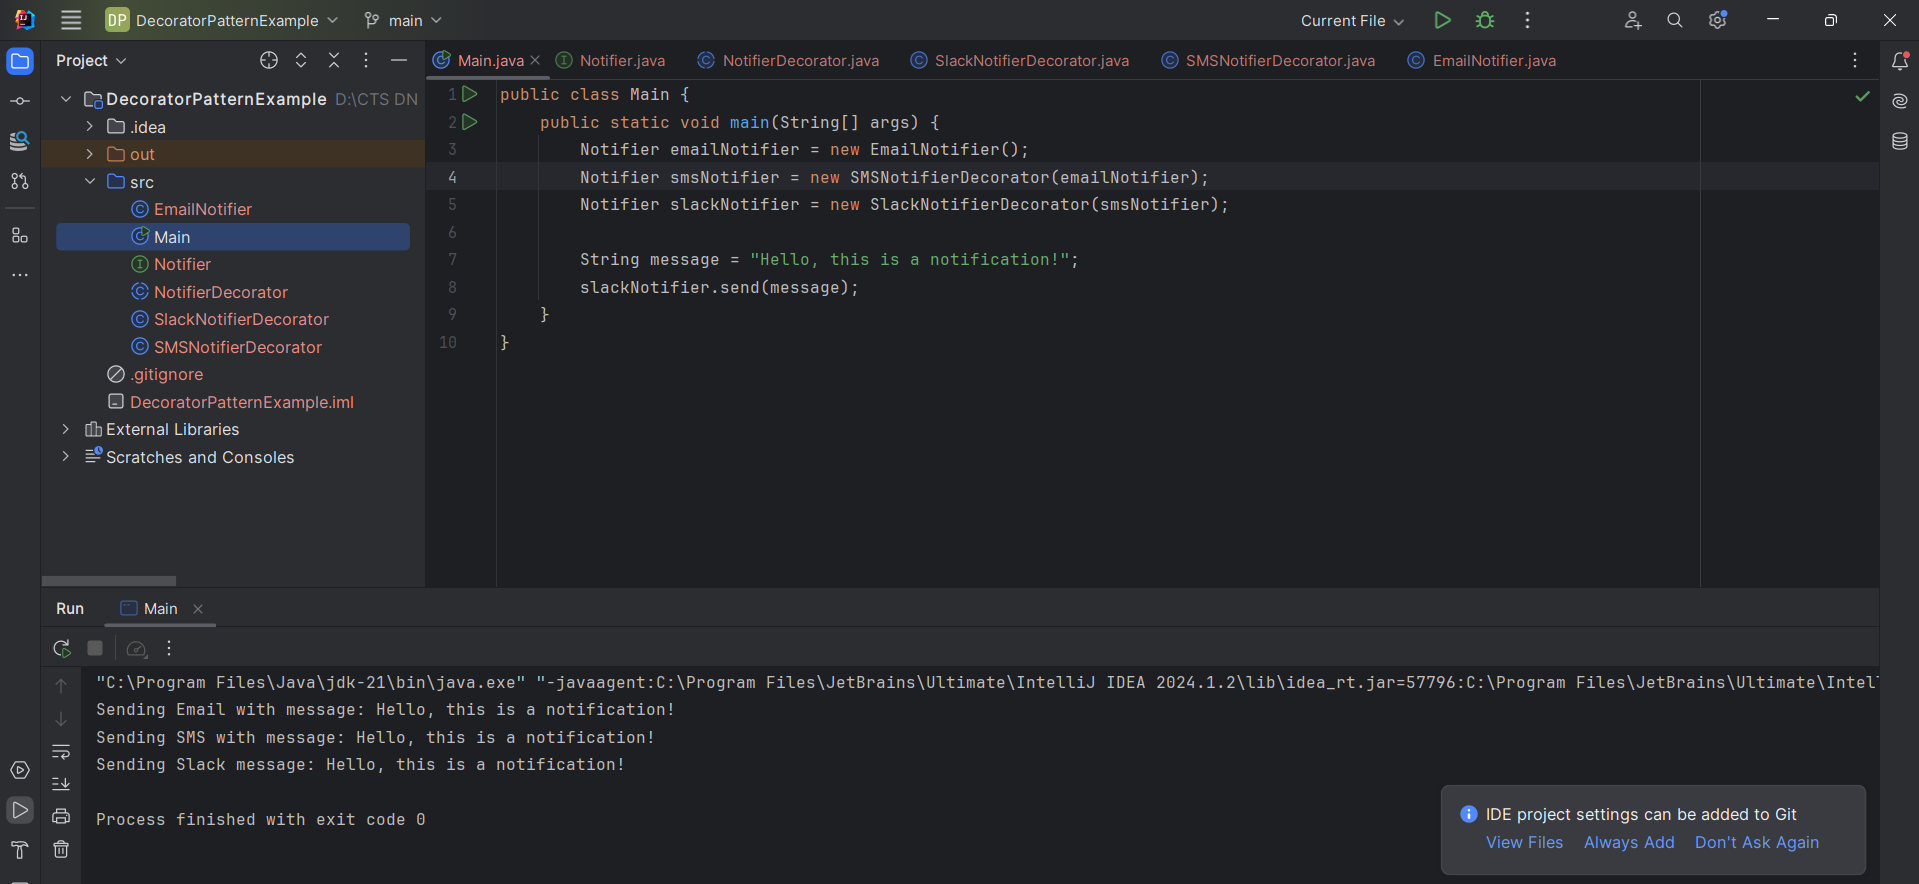 DP DecoratorPatternExample main Current File
Project
Main.java Notifier.java NotifierDecorator.java SlackNotifierDecorator.java SMSNotifierDecorator.java EmailNotifier.java
DecoratorPatternExample D:\CTS DN
.idea
out
src
EmailNotifier
Main
Notifier
NotifierDecorator
SlackNotifierDecorator
SMSNotifierDecorator
.gitignore
DecoratorPatternExample.iml
External Libraries
Scratches and Consoles
1 public class Main {
2 public static void main(String[] args) {
3 Notifier emailNotifier = new EmailNotifier();
4 Notifier smsNotifier = new SMSNotifierDecorator(emailNotifier);
5 Notifier slackNotifier = new SlackNotifierDecorator(smsNotifier);
6
7 String message = "Hello, this is a notification!";
8 slackNotifier.send(message);
9 }
10 }
Run Main
"C:\Program Files\Java\jdk-21\bin\java.exe" "-javaagent:C:\Program Files\JetBrains\Ultimate\IntelliJ IDEA 2024.1.2\lib\idea_rt.jar=57796:C:\Program Files\JetBrains\Ultimate\Intel
Sending Email with message: Hello, this is a notification!
Sending SMS with message: Hello, this is a notification!
Sending Slack message: Hello, this is a notification!
Process finished with exit code 0
IDE project settings can be added to Git
View Files Always Add Don't Ask Again